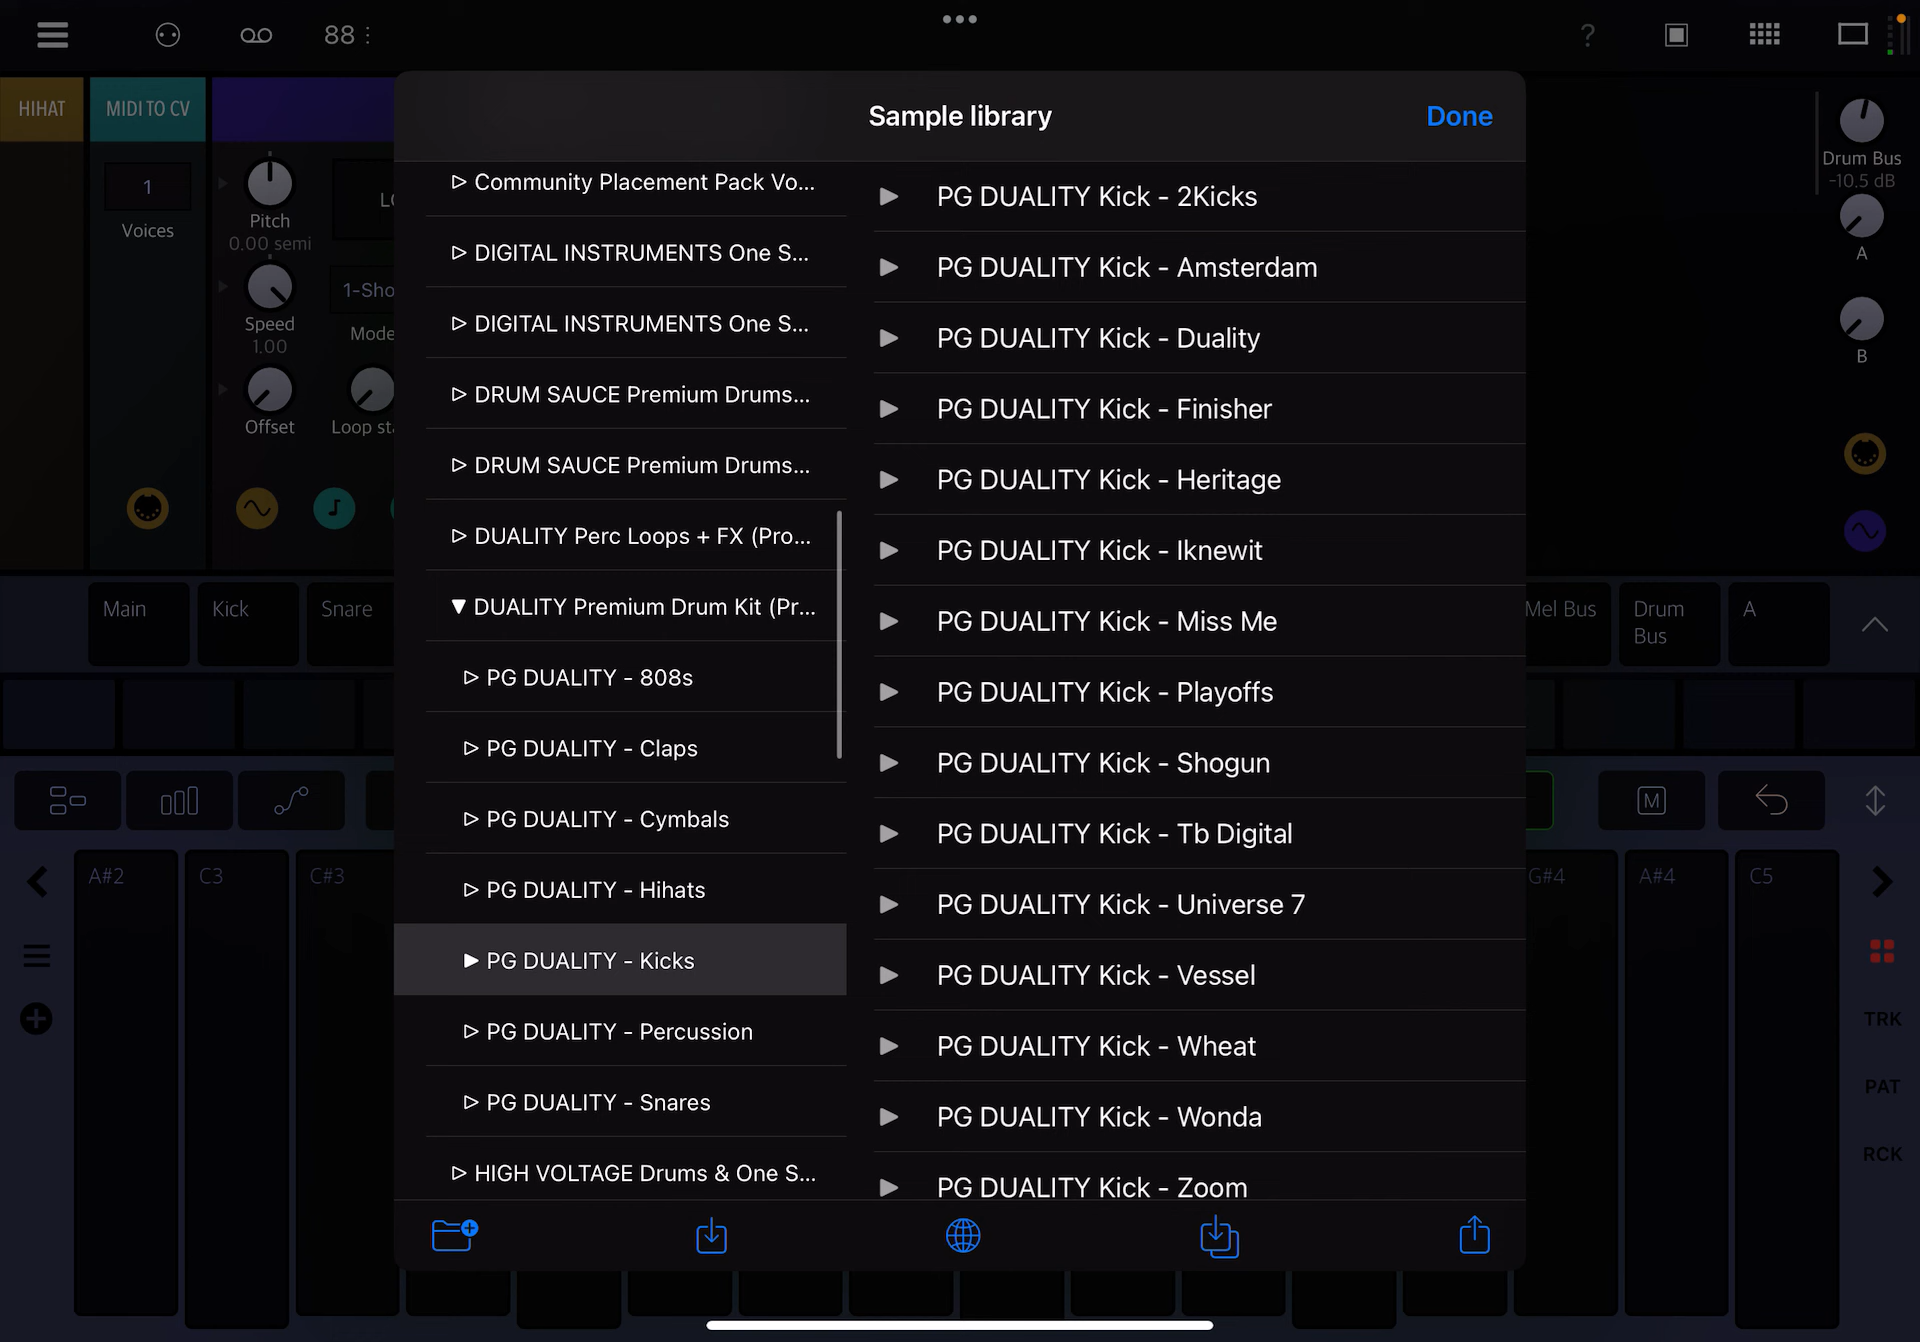 88
?
HIHAT
MIDI TO CV
1
Voices
Pitch
0.00 semi
Speed
1.00
1-Sho
Mode
Offset
Loop sta
Sample library
Done
Community Placement Pack Vo...
DIGITAL INSTRUMENTS One S...
DIGITAL INSTRUMENTS One S...
DRUM SAUCE Premium Drums...
DRUM SAUCE Premium Drums...
DUALITY Perc Loops + FX (Pro...
DUALITY Premium Drum Kit (Pr...
PG DUALITY - 808s
PG DUALITY - Claps
PG DUALITY - Cymbals
PG DUALITY - Hihats
PG DUALITY - Kicks
PG DUALITY - Percussion
PG DUALITY - Snares
HIGH VOLTAGE Drums & One S...
PG DUALITY Kick - 2Kicks
PG DUALITY Kick - Amsterdam
PG DUALITY Kick - Duality
PG DUALITY Kick - Finisher
PG DUALITY Kick - Heritage
PG DUALITY Kick - Iknewit
PG DUALITY Kick - Miss Me
PG DUALITY Kick - Playoffs
PG DUALITY Kick - Shogun
PG DUALITY Kick - Tb Digital
PG DUALITY Kick - Universe 7
PG DUALITY Kick - Vessel
PG DUALITY Kick - Wheat
PG DUALITY Kick - Wonda
PG DUALITY Kick - Zoom
Drum Bus
-10.5 dB
A
B
Main
Kick
Snare
Mel Bus
Drum
Bus
A
M
A#2
C3
C#3
G#4
A#4
C5
TRK
PAT
RCK